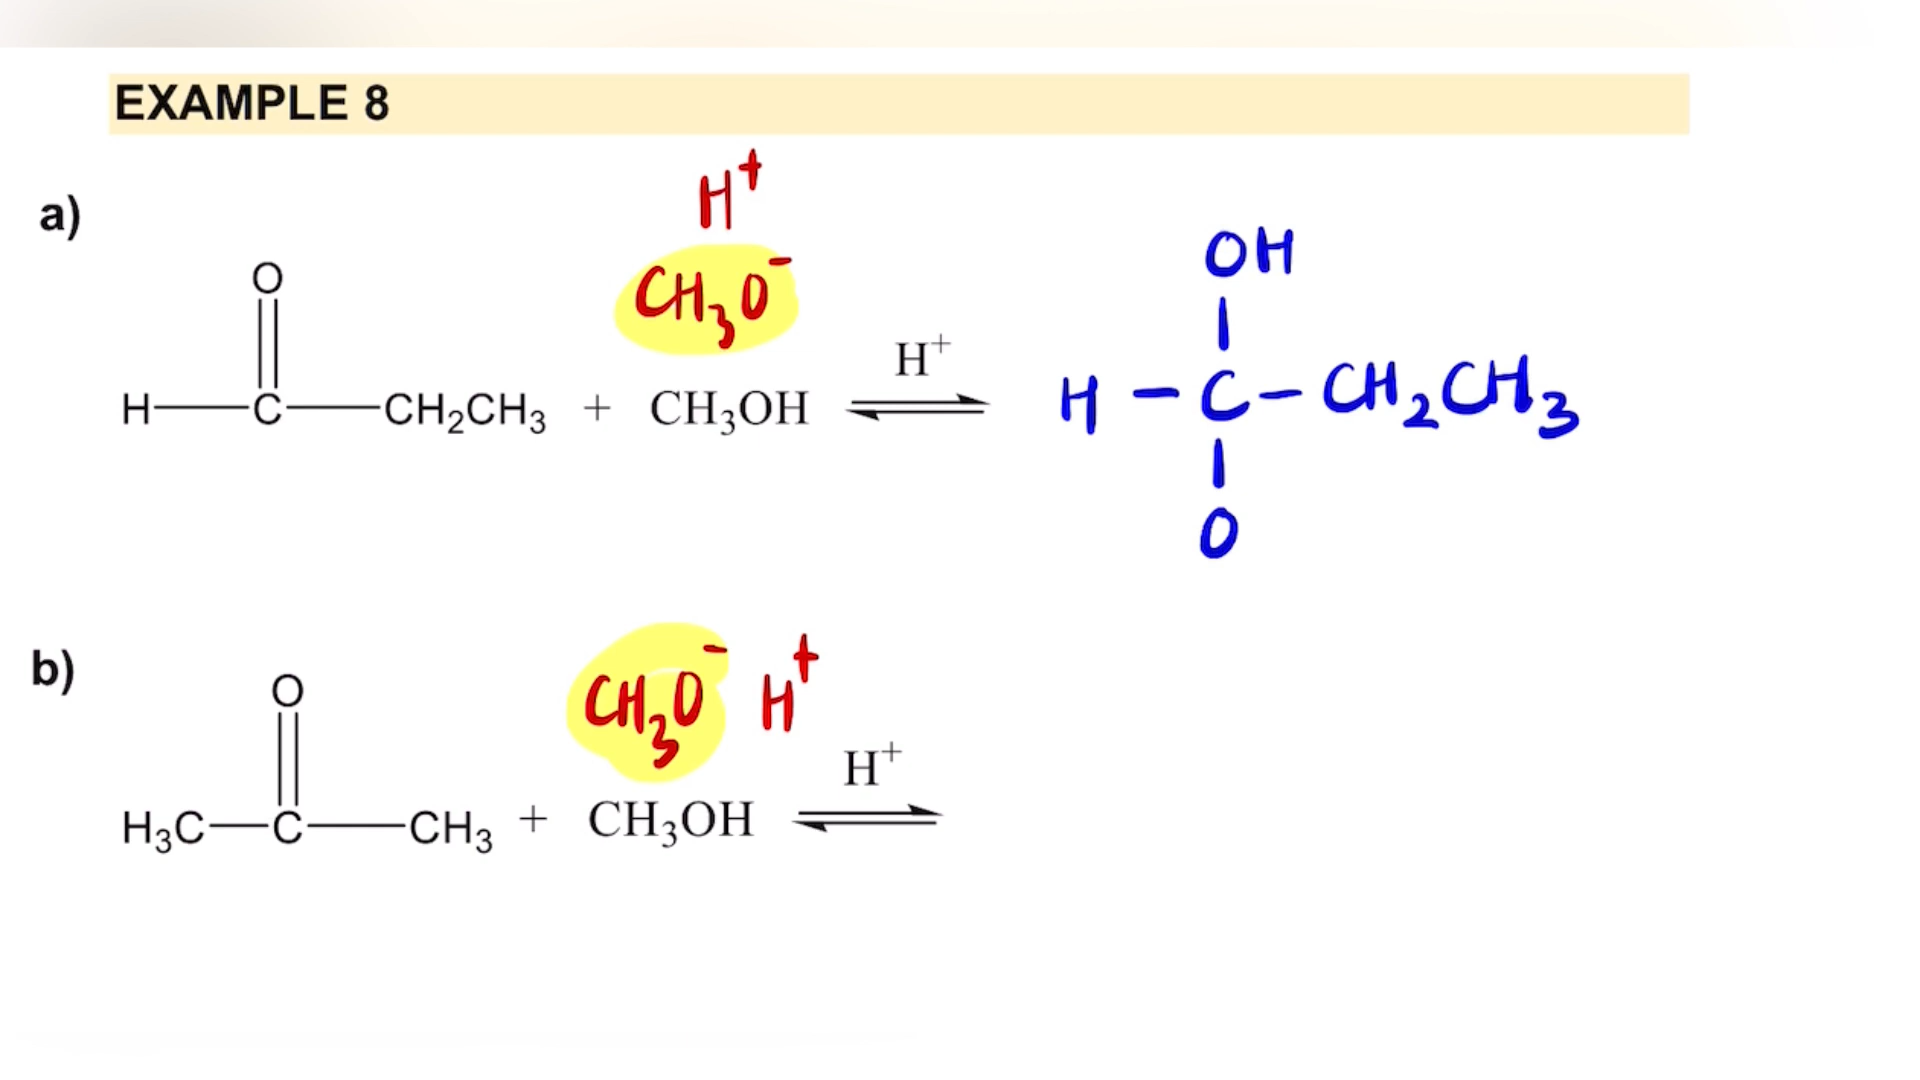 EXAMPLE 8
a)
H⁺
OH
O
CH₃O⁻
H⁺
H—C—CH₂CH₃ + CH₃OH ⇌ H – C – CH₂CH₃
O
b)
O
CH₃O⁻ H⁺
H⁺
H₃C—C—CH₃ + CH₃OH ⇌